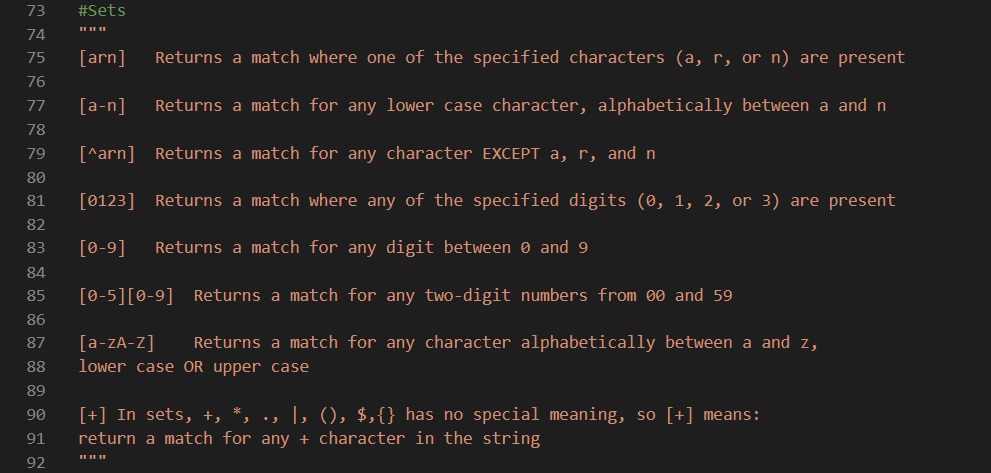 73 #Sets
74 """
75 [arn] Returns a match where one of the specified characters (a, r, or n) are present
76
77 [a-n] Returns a match for any lower case character, alphabetically between a and n
78
79 [^arn] Returns a match for any character EXCEPT a, r, and n
80
81 [0123] Returns a match where any of the specified digits (0, 1, 2, or 3) are present
82
83 [0-9] Returns a match for any digit between 0 and 9
84
85 [0-5][0-9] Returns a match for any two-digit numbers from 00 and 59
86
87 [a-zA-Z] Returns a match for any character alphabetically between a and z,
88 lower case OR upper case
89
90 [+] In sets, +, *, ., |, (), $,{} has no special meaning, so [+] means:
91 return a match for any + character in the string
92 """